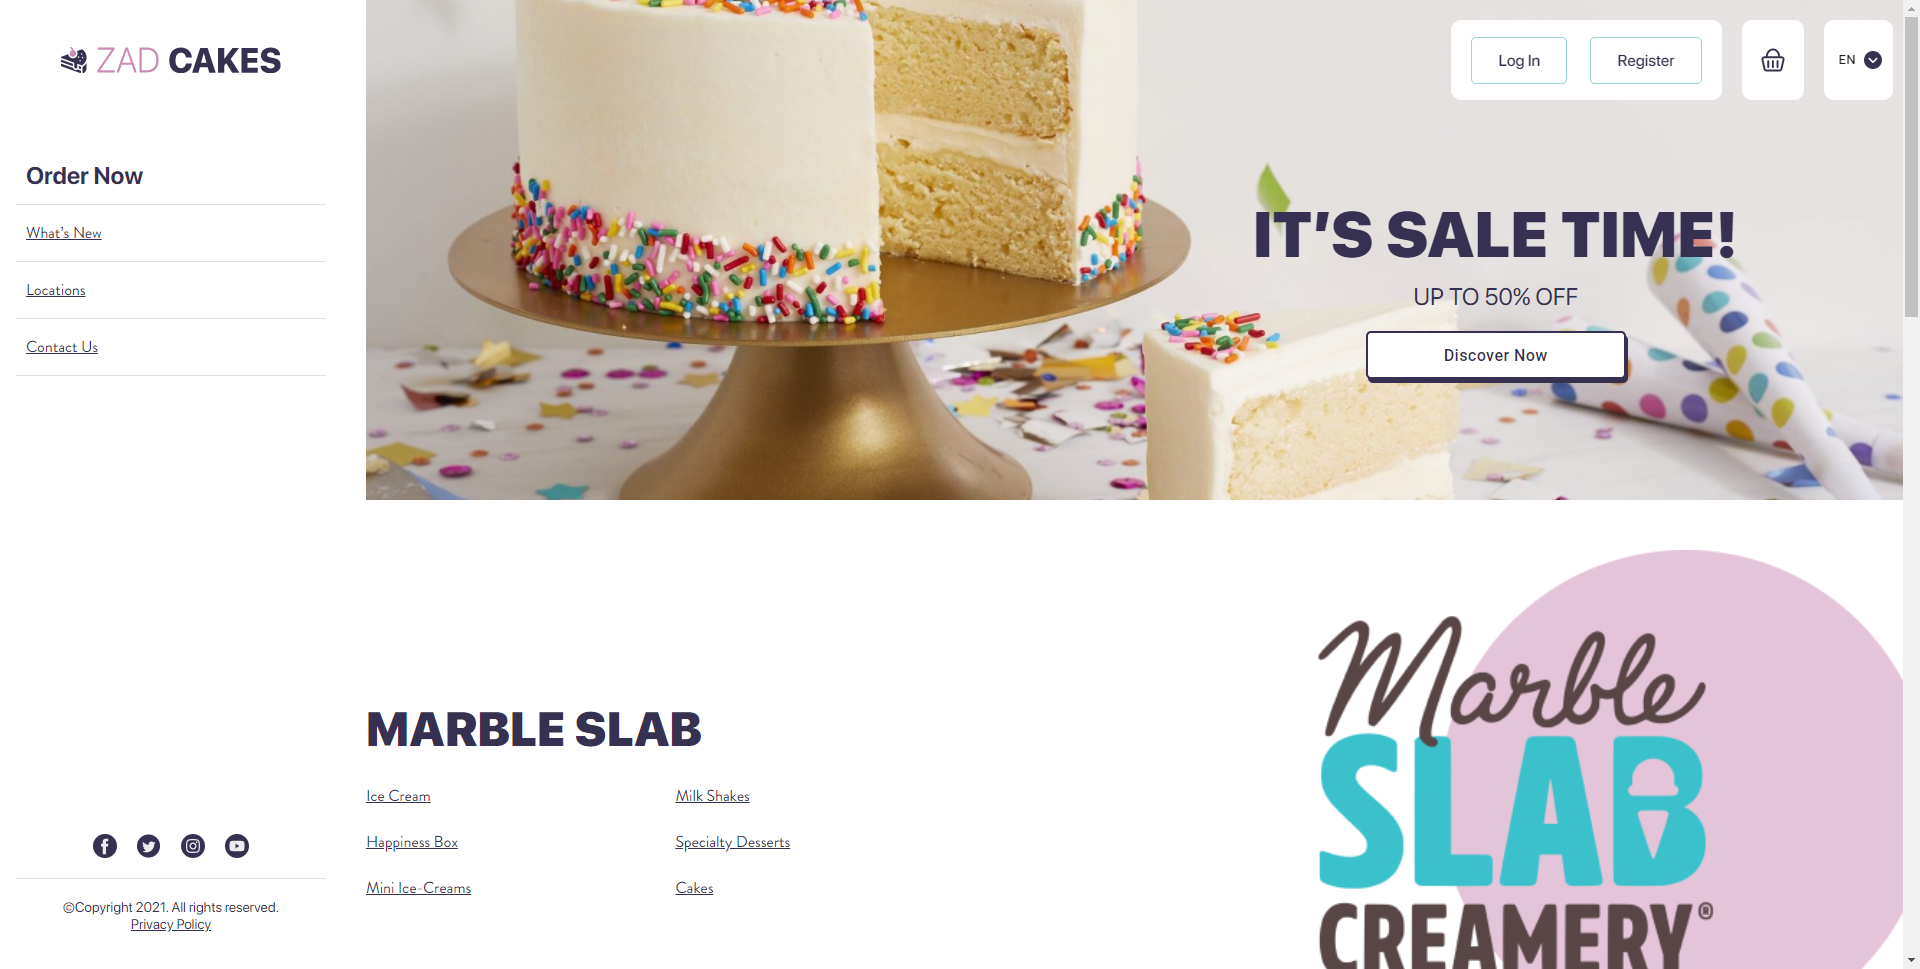 ZAD CAKES
Log In
Register
EN
Order Now
What's New
Locations
Contact Us
IT'S SALE TIME!
UP TO 50% OFF
Discover Now
MARBLE SLAB
Ice Cream
Milk Shakes
Happiness Box
Specialty Desserts
Mini Ice-Creams
Cakes
Marble
SLAB
CREAMERY®
©Copyright 2021. All rights reserved.
Privacy Policy